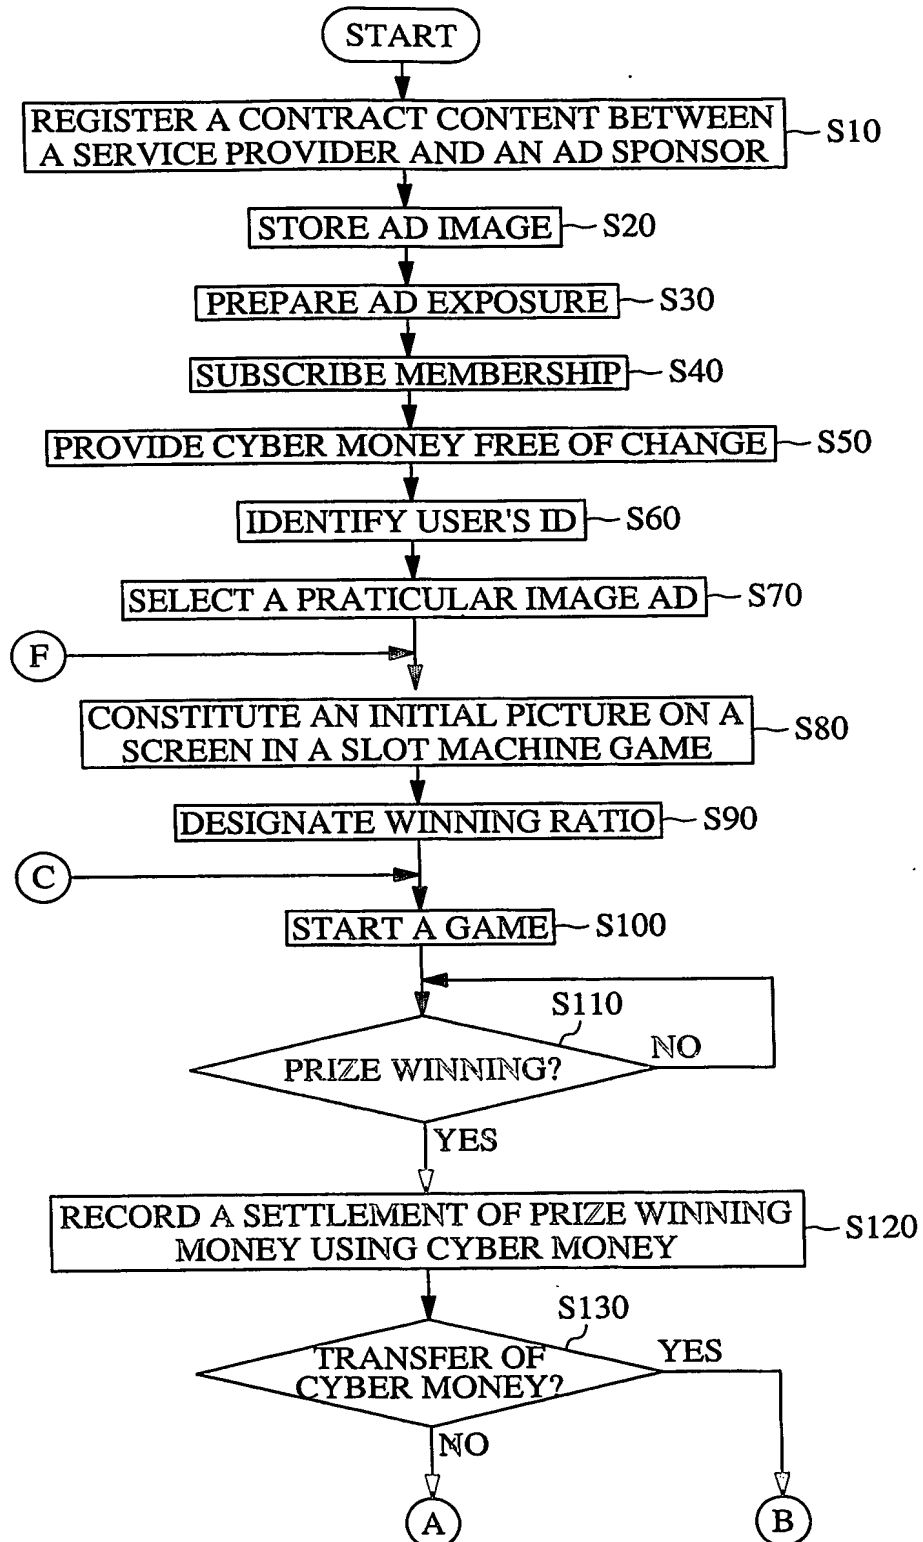 START
REGISTER A CONTRACT CONTENT BETWEEN
A SERVICE PROVIDER AND AN AD SPONSOR
S10
STORE AD IMAGE
S20
PREPARE AD EXPOSURE
S30
SUBSCRIBE MEMBERSHIP
S40
PROVIDE CYBER MONEY FREE OF CHANGE
S50
IDENTIFY USER'S ID
S60
SELECT A PRATICULAR IMAGE AD
S70
F
CONSTITUTE AN INITIAL PICTURE ON A
SCREEN IN A SLOT MACHINE GAME
S80
DESIGNATE WINNING RATIO
S90
C
START A GAME
S100
S110
PRIZE WINNING?
NO
YES
RECORD A SETTLEMENT OF PRIZE WINNING
MONEY USING CYBER MONEY
S120
S130
TRANSFER OF
CYBER MONEY?
YES
NO
A
B